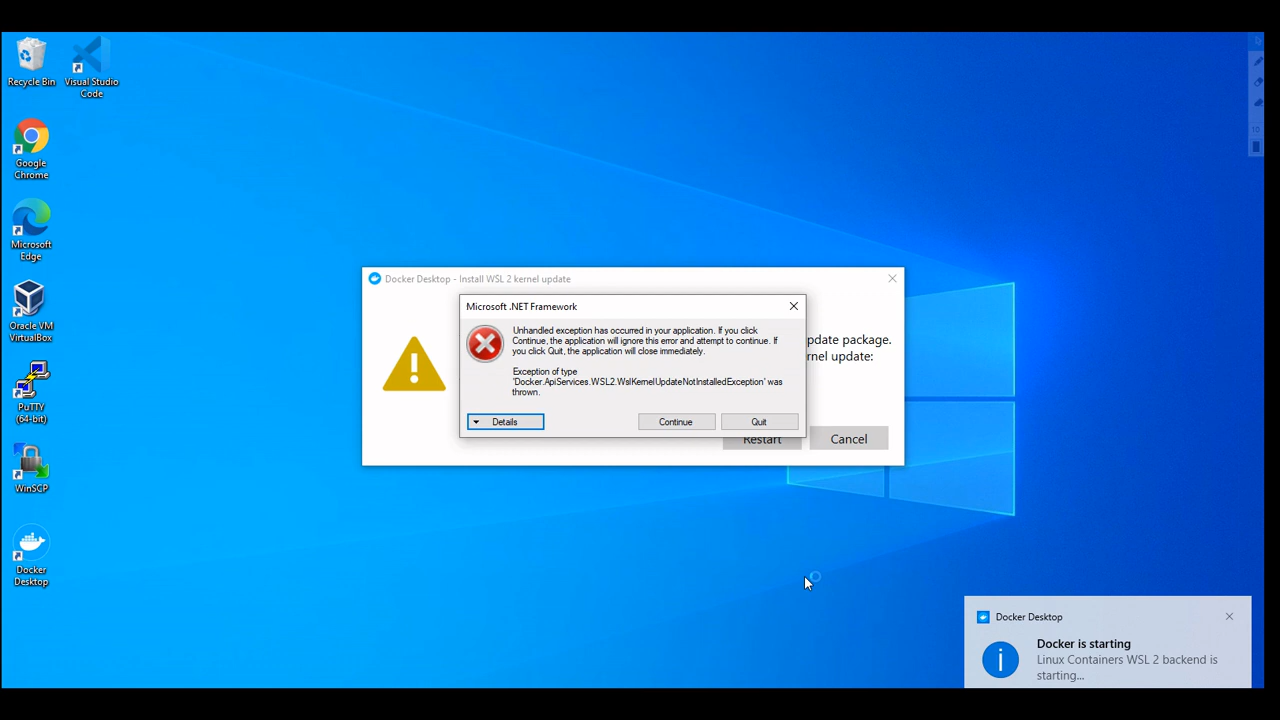 Recycle Bin
Visual Studio
Code
Google
Chrome
Microsoft
Edge
Oracle VM
VirtualBox
PuTTY
(64-bit)
WinSCP
Docker
Desktop
Docker Desktop - Install WSL 2 kernel update
Microsoft .NET Framework
Unhandled exception has occurred in your application. If you click
Continue, the application will ignore this error and attempt to continue. If
you click Quit, the application will close immediately.
Exception of type
'Docker.ApiServices.WSL2.WslKernelUpdateNotInstalledException' was
thrown.
Details
Continue
Quit
pdate package.
rnel update:
Restart
Cancel
10
Docker Desktop
Docker is starting
Linux Containers WSL 2 backend is
starting...